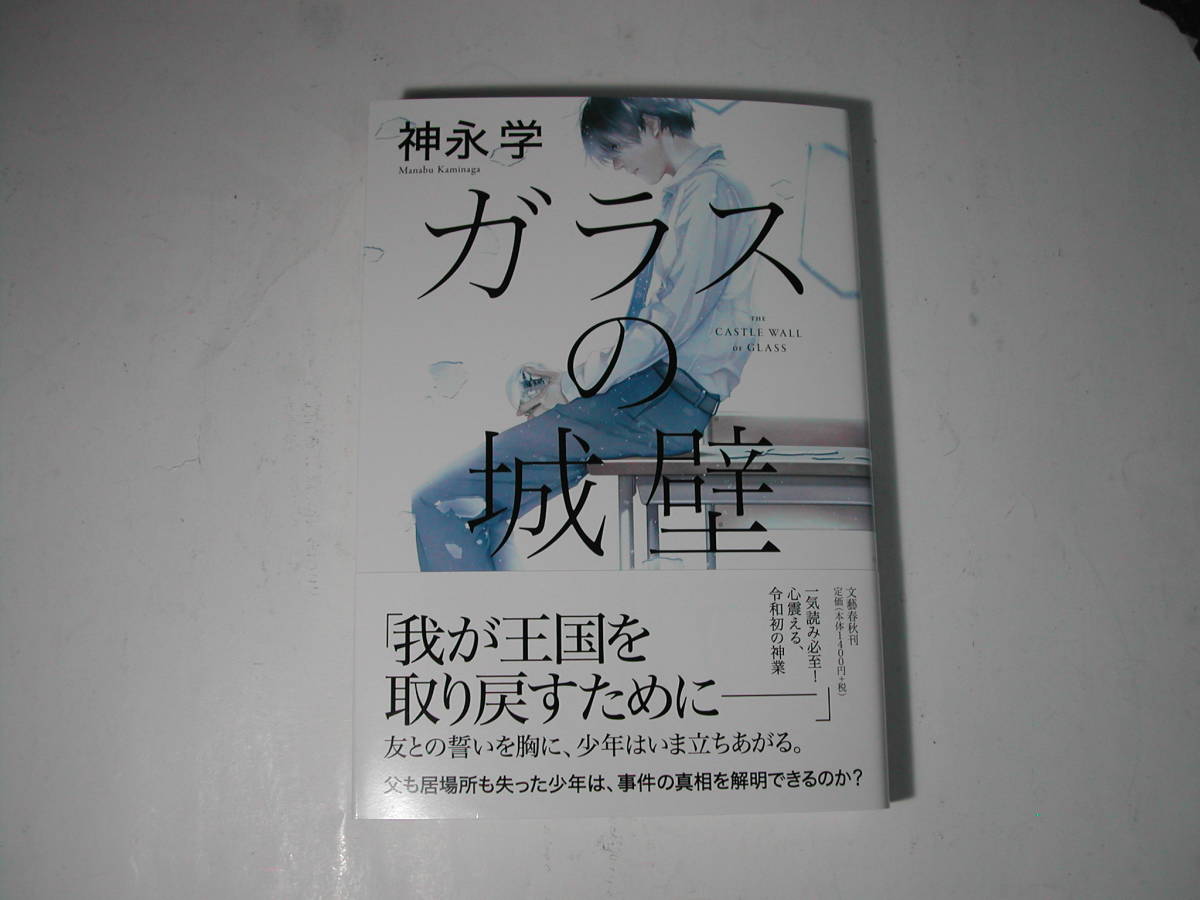 神永 学
Manabu Kaminaga
ガラス
の
城壁
THE
CASTLE WALL
OF GLASS
文藝春秋刊
定価(本体1400円+税)
一気読み必至!
心震える、
令和初の神業
「我が王国を
取り戻すために――」
友との誓いを胸に、少年はいま立ちあがる。
父も居場所も失った少年は、事件の真相を解明できるのか?